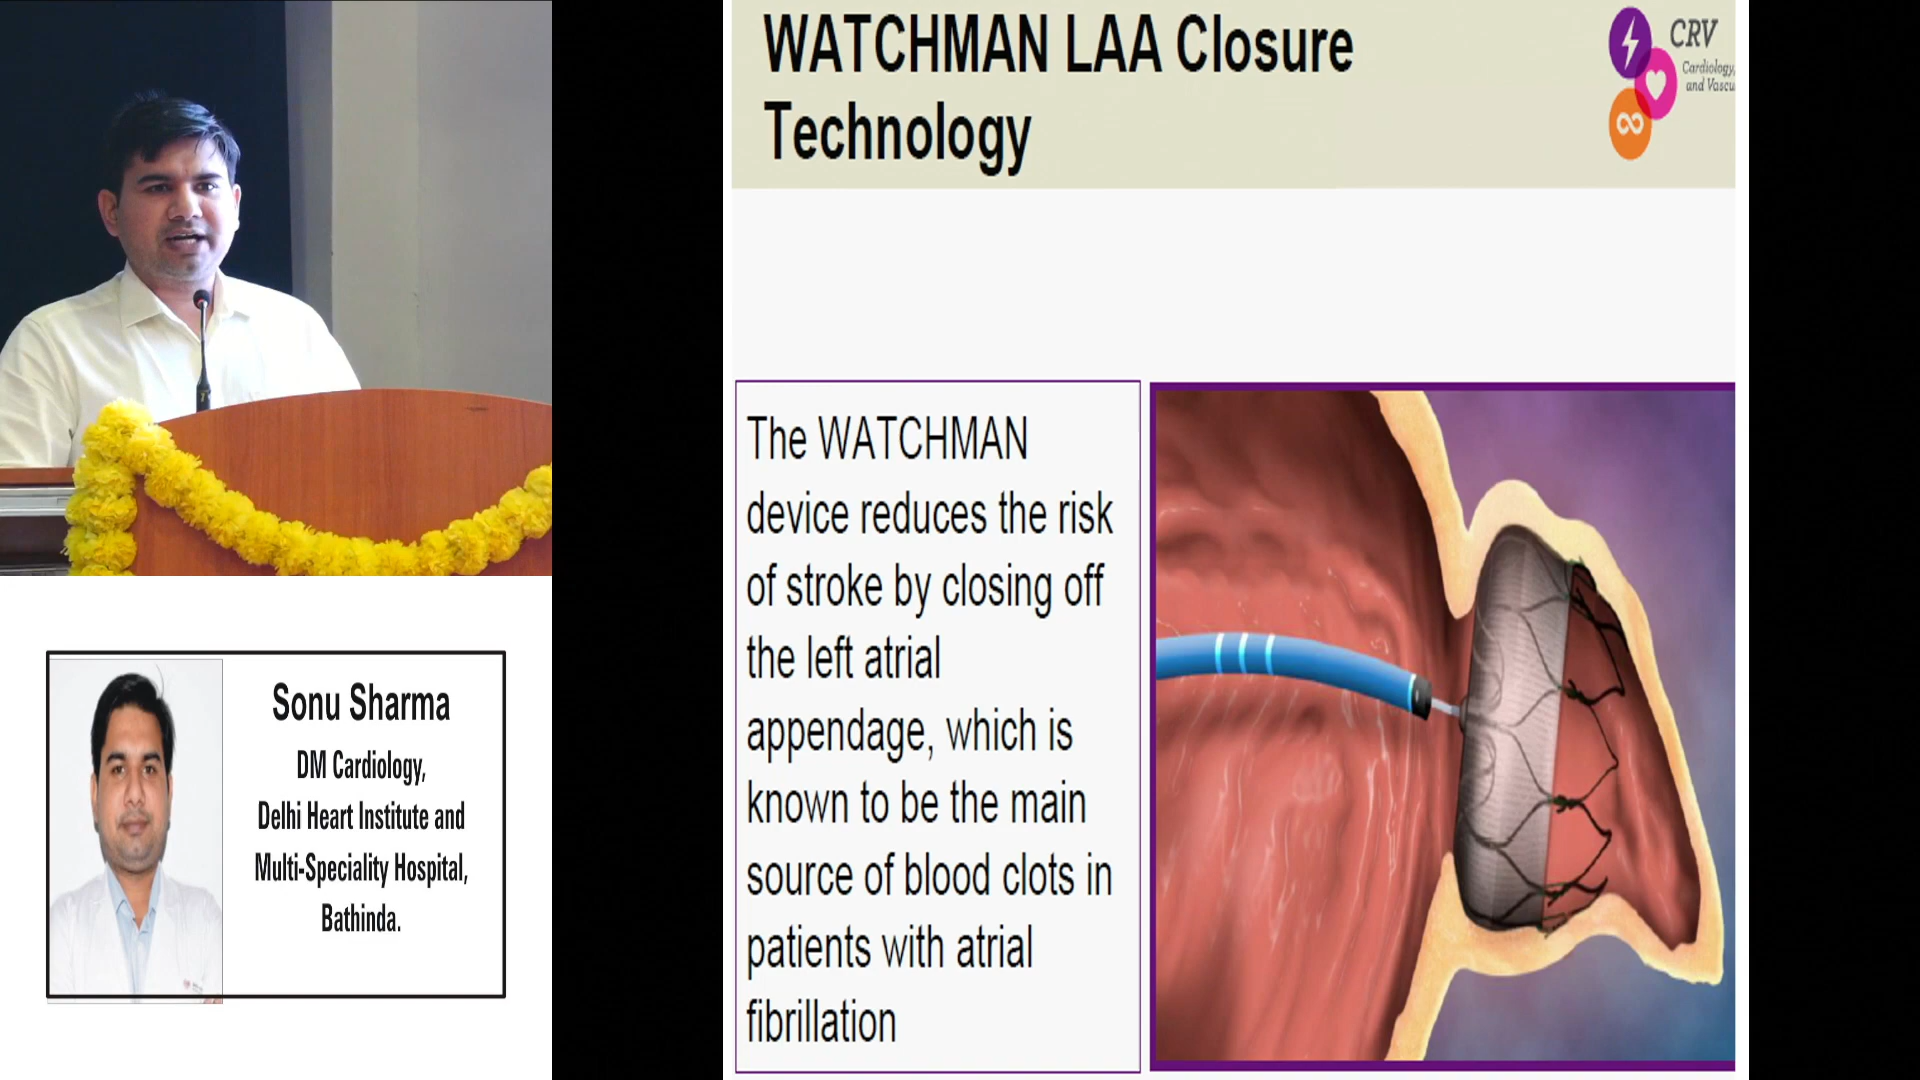 WATCHMAN LAA Closure
Technology
CRV
Cardiology,
and
The WATCHMAN
device reduces the risk
of stroke by closing off
the left atrial
appendage, which is
known to be the main
source of blood clots in
patients with atrial
fibrillation
Sonu Sharma
DM Cardiology,
Delhi Heart Institute and
Multi-Speciality Hospital,
Bathinda.